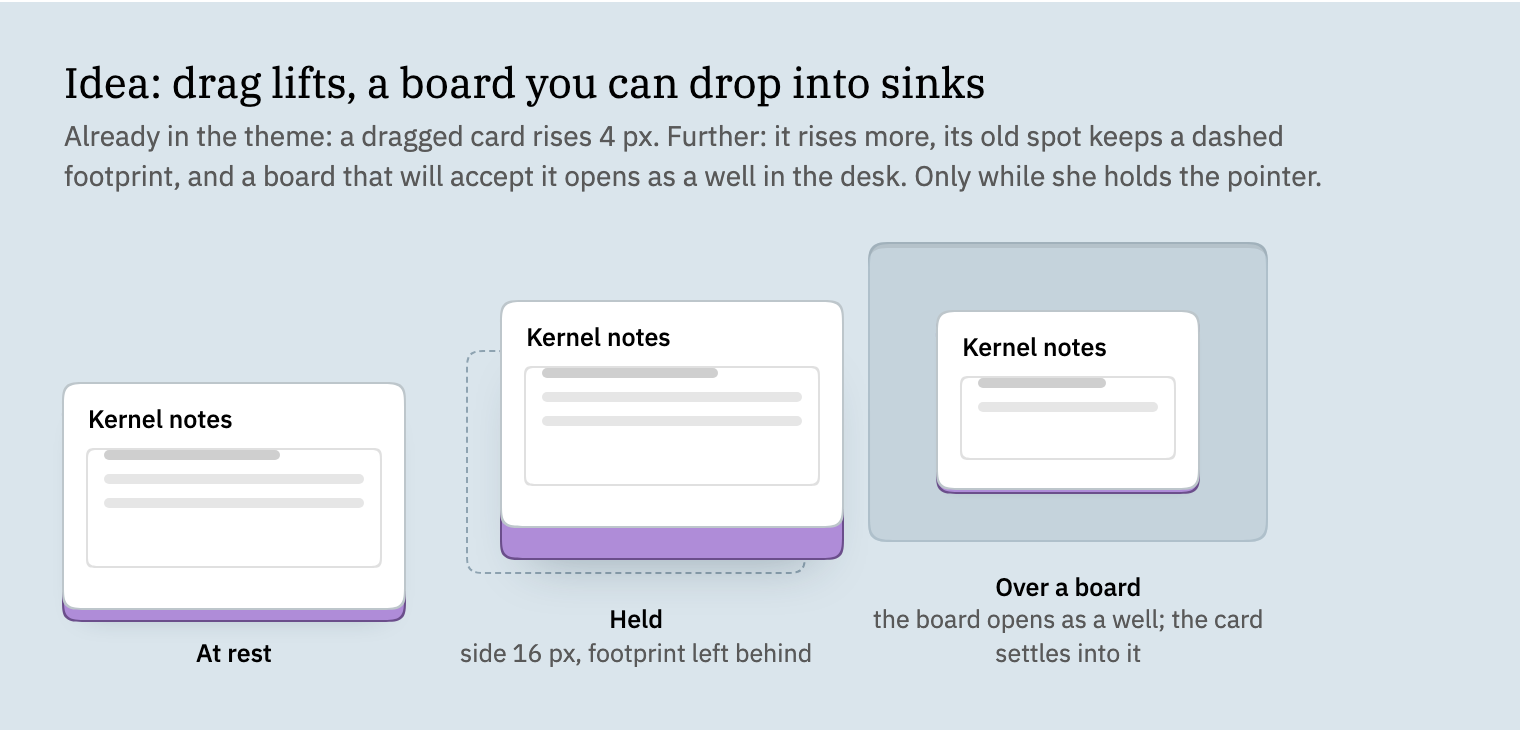 Idea: drag lifts, a board you can drop into sinks
Already in the theme: a dragged card rises 4 px. Further: it rises more, its old spot keeps a dashed
footprint, and a board that will accept it opens as a well in the desk. Only while she holds the pointer.
Kernel notes
At rest
Kernel notes
Held
side 16 px, footprint left behind
Kernel notes
Over a board
the board opens as a well; the card
settles into it